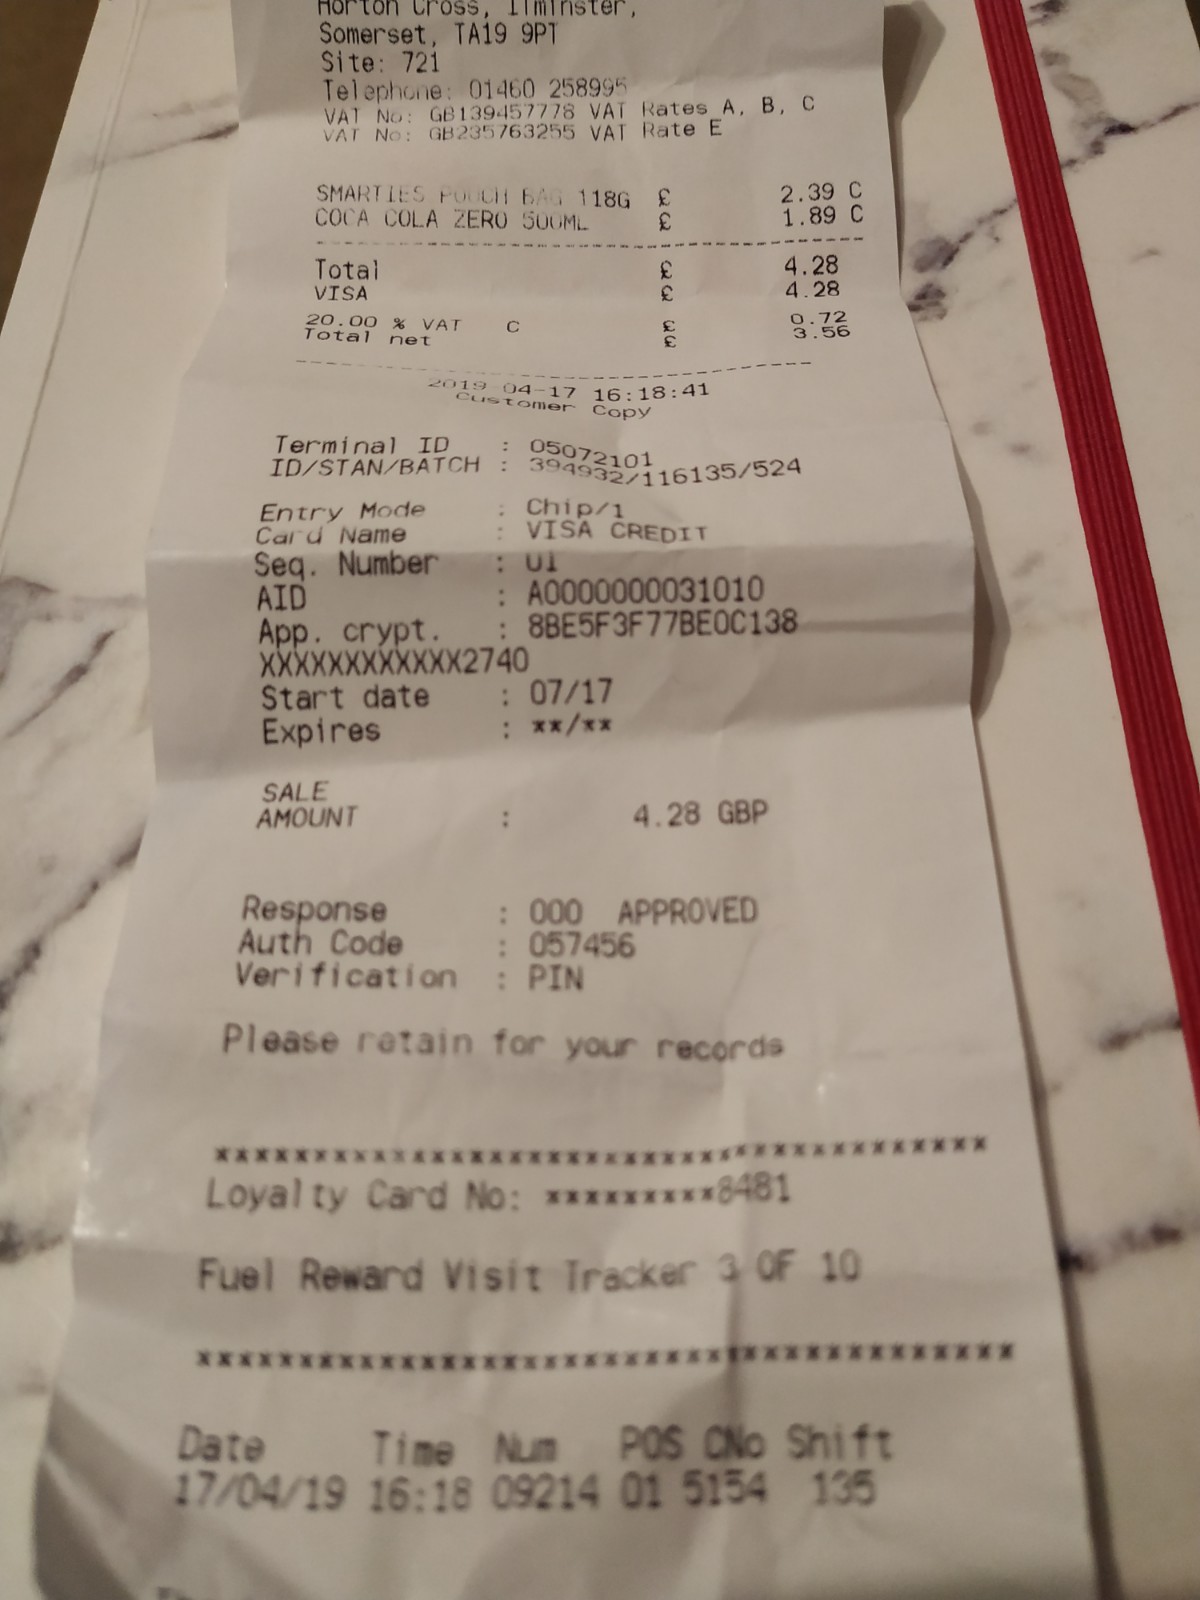 Horton Cross, Ilminster,
Somerset, TA19 9PT
Site: 721
Telephone: 01460 258995
VAT No: GB139457778 VAT Rates A, B, C
VAT No: GB235763255 VAT Rate E
SMARTIES POUCH BAG 118G £ 2.39 C
COCA COLA ZERO 500ML £ 1.89 C
Total £ 4.28
VISA £ 4.28
20.00 % VAT C £ 0.72
Total net £ 3.56
2019-04-17 16:18:41
Customer Copy
Terminal ID : 05072101
ID/STAN/BATCH : 394932/116135/524
Entry Mode : Chip/1
Card Name : VISA CREDIT
Seq. Number : 01
AID : A0000000031010
App. crypt. : 8BE5F3F77BE0C138
XXXXXXXXXXXX2740
Start date : 07/17
Expires : **/**
SALE
AMOUNT : 4.28 GBP
Response : 000 APPROVED
Auth Code : 057456
Verification : PIN
Please retain for your records
***************************************
Loyalty Card No: *********8481
Fuel Reward Visit Tracker 3 OF 10
***************************************
Date Time Num POS CNo Shift
17/04/19 16:18 09214 01 5154 135